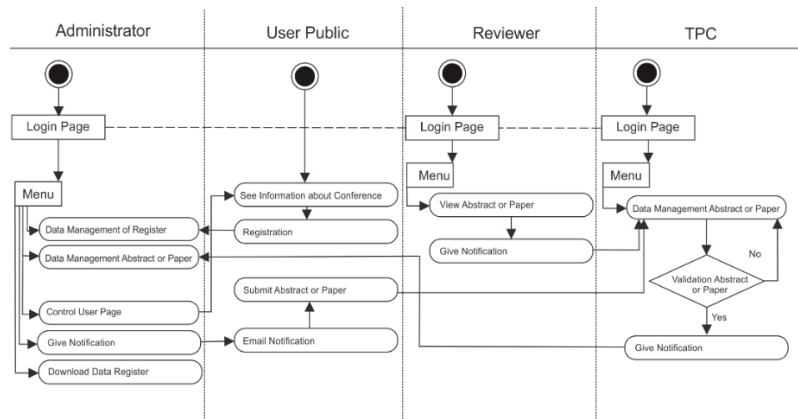 Administrator
User Public
Reviewer
TPC
Login Page
Login Page
Login Page
Menu
Menu
Menu
See Information about Conference
View Abstract or Paper
Data Management Abstract or Paper
Data Management of Register
Registration
Give Notification
Data Management Abstract or Paper
No
Validation Abstract
or Paper
Submit Abstract or Paper
Control User Page
Yes
Give Notification
Email Notification
Give Notification
Download Data Register